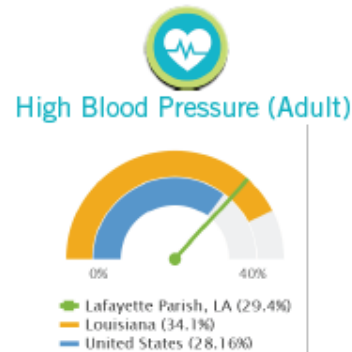 High Blood Pressure (Adult)
0% 40%
Lafayette Parish, LA (29.4%)
Louisiana (34.1%)
United States (28.16%)